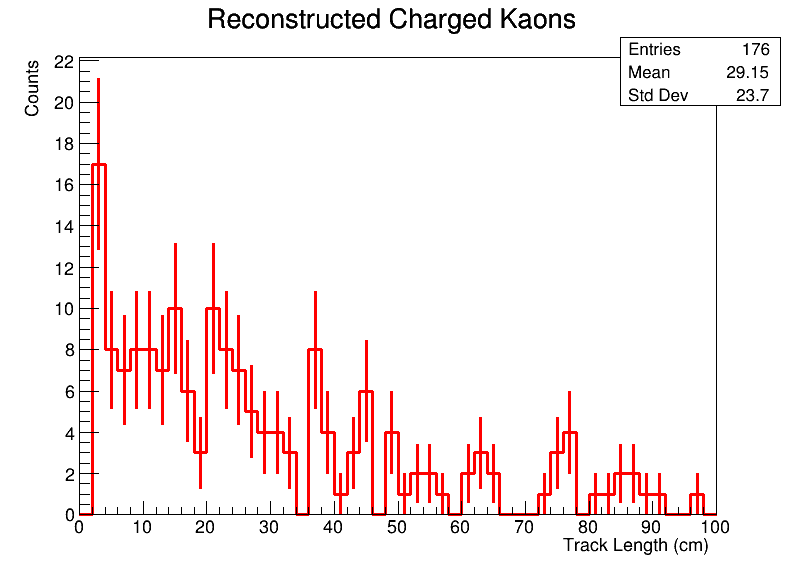 Reconstructed Charged Kaons
Entries 176
Mean 29.15
Std Dev 23.7
Counts
22
20
18
16
14
12
10
8
6
4
2
0
0 10 20 30 40 50 60 70 80 90 100
Track Length (cm)